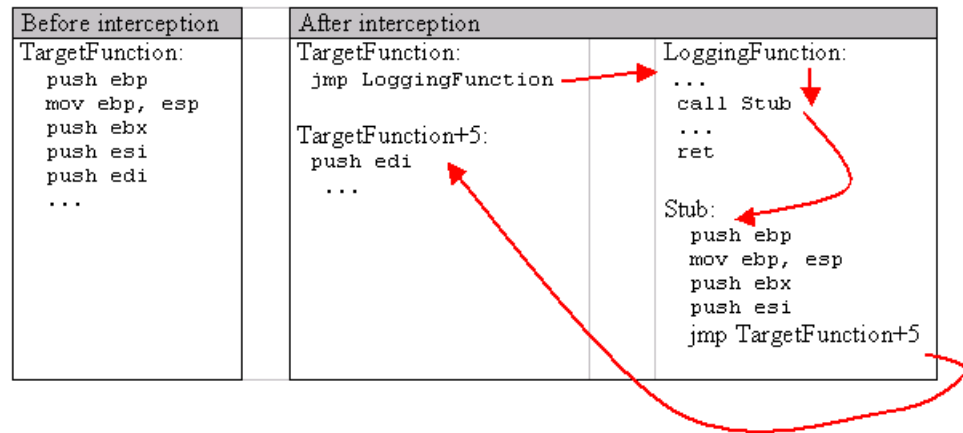 Before interception
TargetFunction:
push ebp
mov ebp, esp
push ebx
push esi
push edi
...
After interception
TargetFunction:
jmp LoggingFunction
TargetFunction+5:
push edi
...
LoggingFunction:
...
call Stub
...
ret
Stub:
push ebp
mov ebp, esp
push ebx
push esi
jmp TargetFunction+5